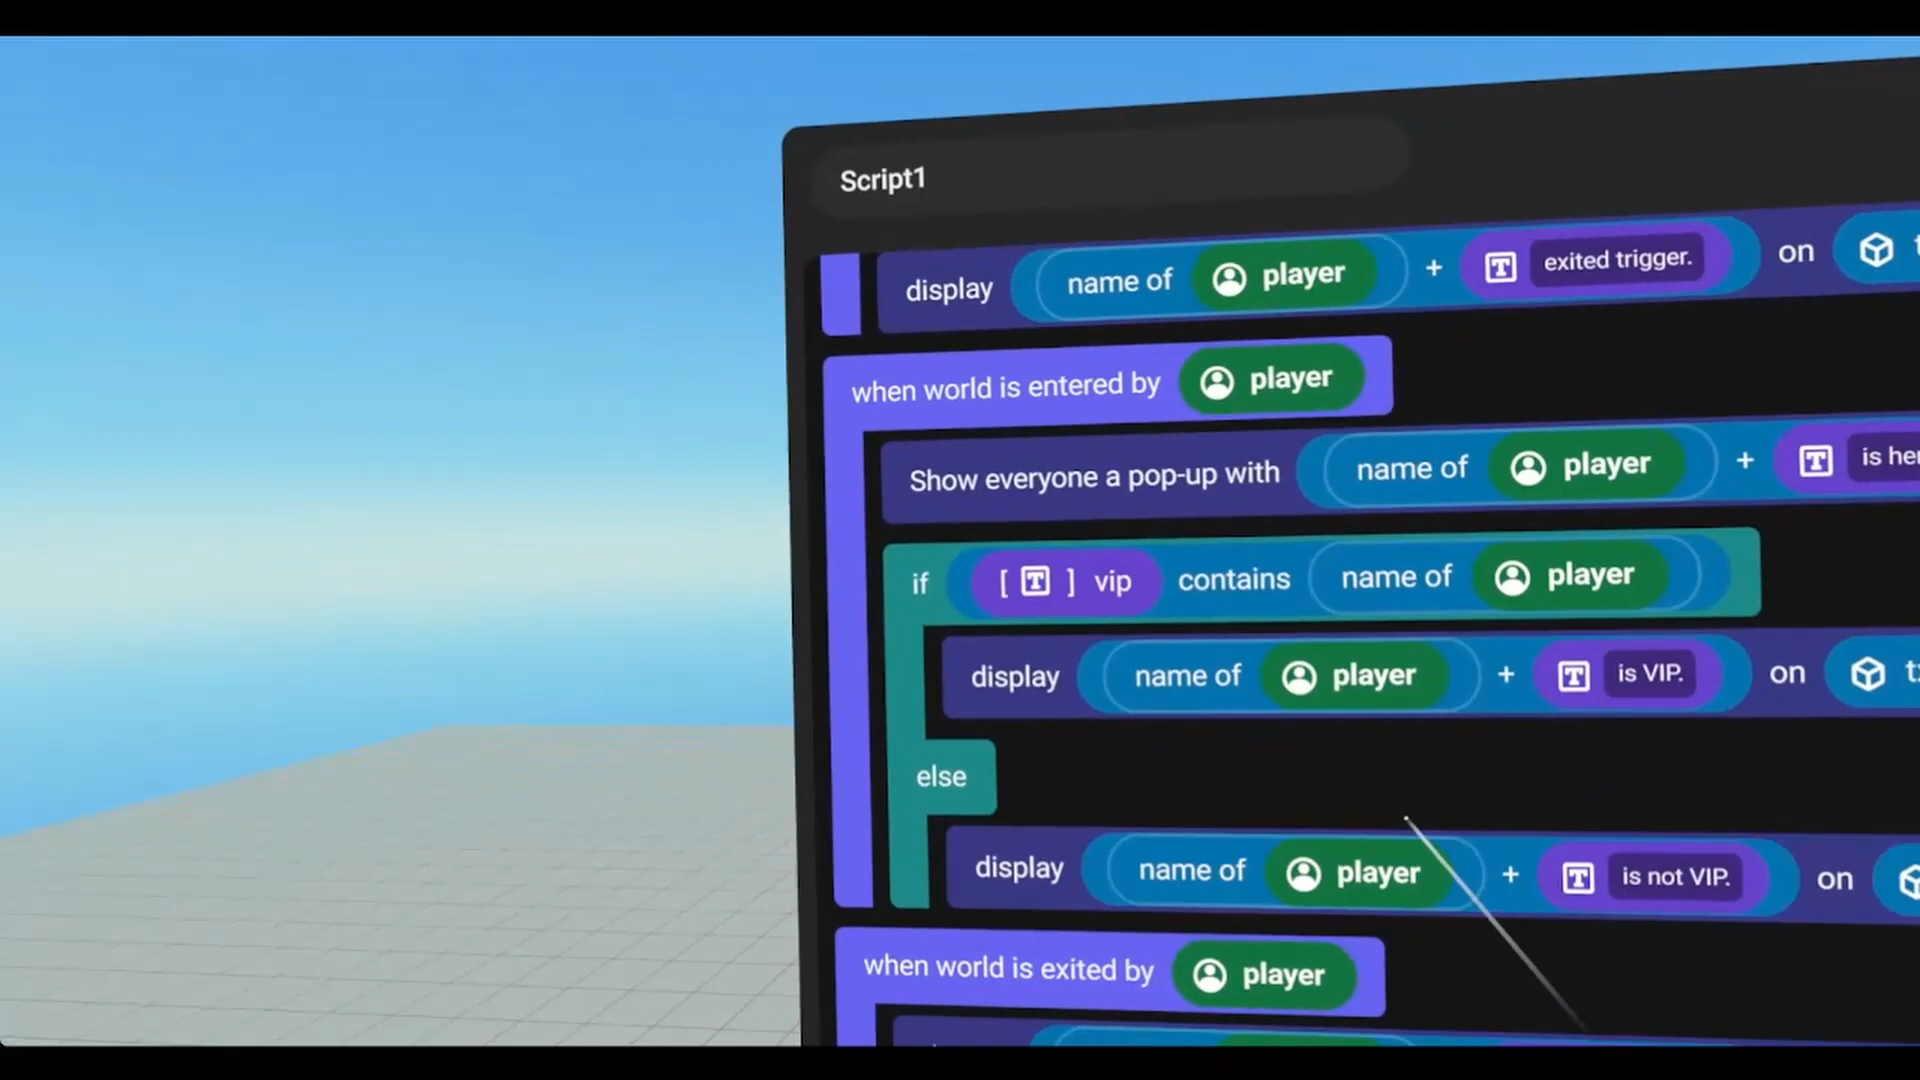 Script1
display name of player + exited trigger. on
when world is entered by player
Show everyone a pop-up with name of player + is
if [ T ] vip contains name of player
display name of player + T is VIP. on
else
display name of player + T is not VIP. on
when world is exited by player